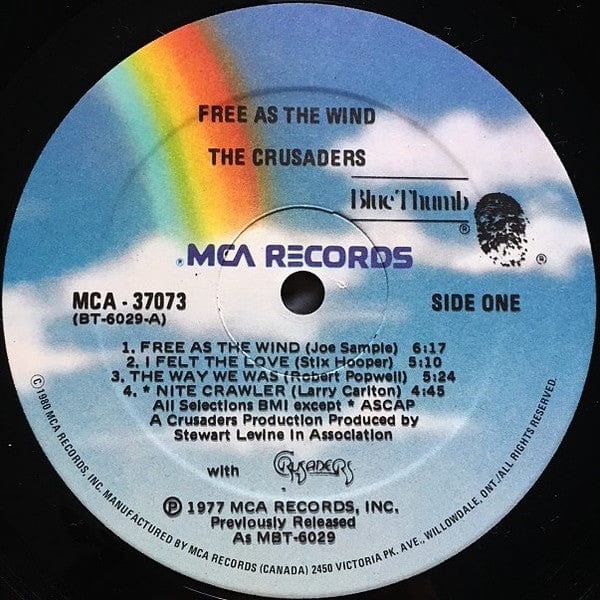 FREE AS THE WIND
THE CRUSADERS
Blue Thumb
®
® MCA RECORDS ®
MCA - 37073
(BT-6029-A)
SIDE ONE
1. FREE AS THE WIND (Joe Sample) 6:17
2. I FELT THE LOVE (Stix Hooper) 5:10
3. THE WAY WE WAS (Robert Popwell) 5:24
4. * NITE CRAWLER (Larry Carlton) 4:45
All Selections BMI except * ASCAP
A Crusaders Production Produced by
Stewart Levine In Association
with CRUSADERS
Ⓟ 1977 MCA RECORDS, INC.
Previously Released
As MBT-6029
© 1980 MCA RECORDS, INC. MANUFACTURED BY MCA RECORDS (CANADA) 2450 VICTORIA PK. AVE., WILLOWDALE, ONT./ALL RIGHTS RESERVED.